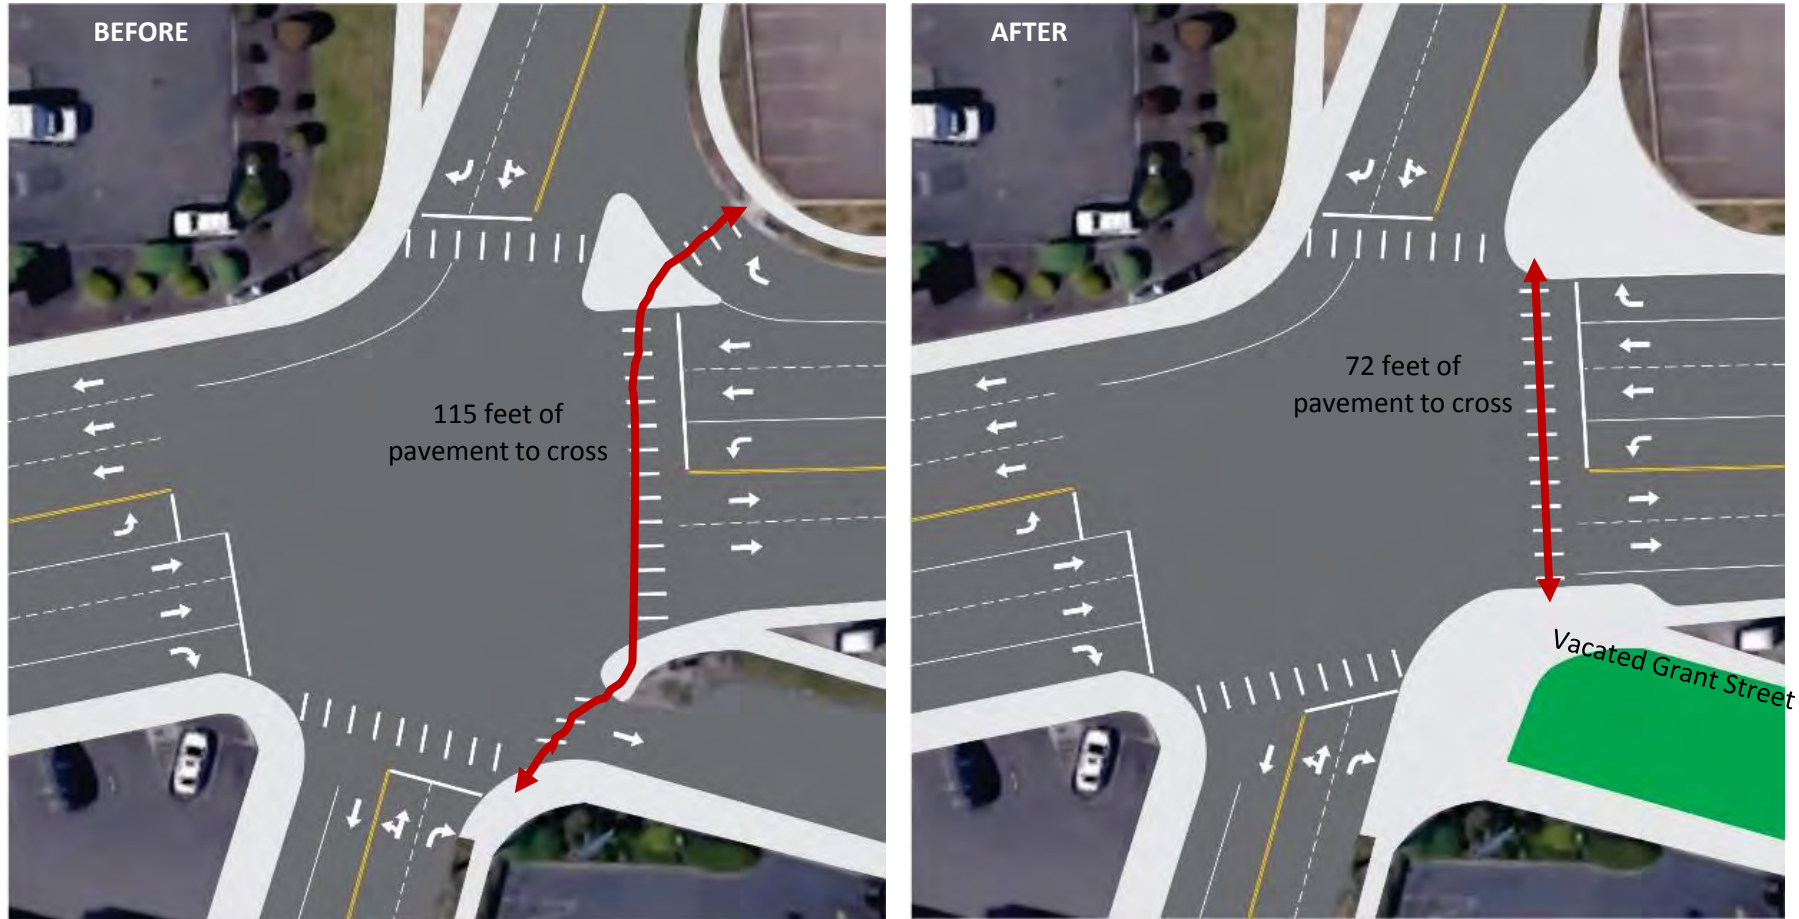 BEFORE
115 feet of
pavement to cross
AFTER
72 feet of
pavement to cross
Vacated Grant Street